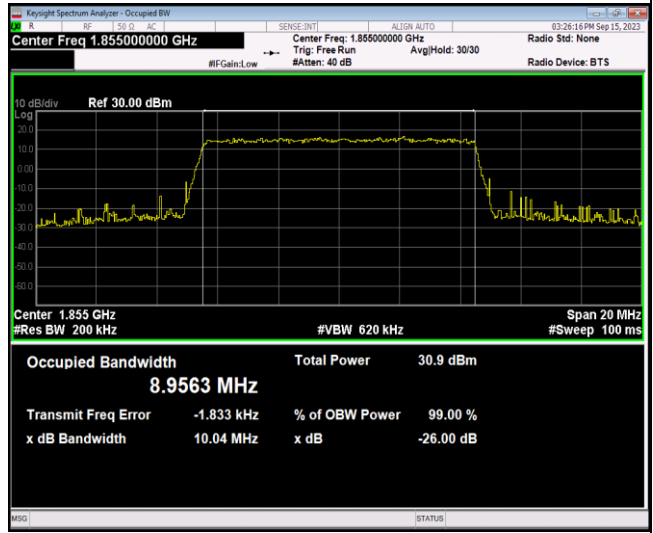 Keysight Spectrum Analyzer - Occupied BW
R RF 50 Ω AC SENSE:INT ALIGN AUTO 03:26:16 PM Sep 15, 2023
Center Freq 1.855000000 GHz Center Freq: 1.855000000 GHz Radio Std: None
Trig: Free Run Avg|Hold: 30/30
#IFGain:Low #Atten: 40 dB Radio Device: BTS
10 dB/div Ref 30.00 dBm
Log
20.0
10.0
0.00
-10.0
-20.0
-30.0
-40.0
-50.0
-60.0
Center 1.855 GHz Span 20 MHz
#Res BW 200 kHz #VBW 620 kHz #Sweep 100 ms
Occupied Bandwidth Total Power 30.9 dBm
8.9563 MHz
Transmit Freq Error -1.833 kHz % of OBW Power 99.00 %
x dB Bandwidth 10.04 MHz x dB -26.00 dB
MSG STATUS